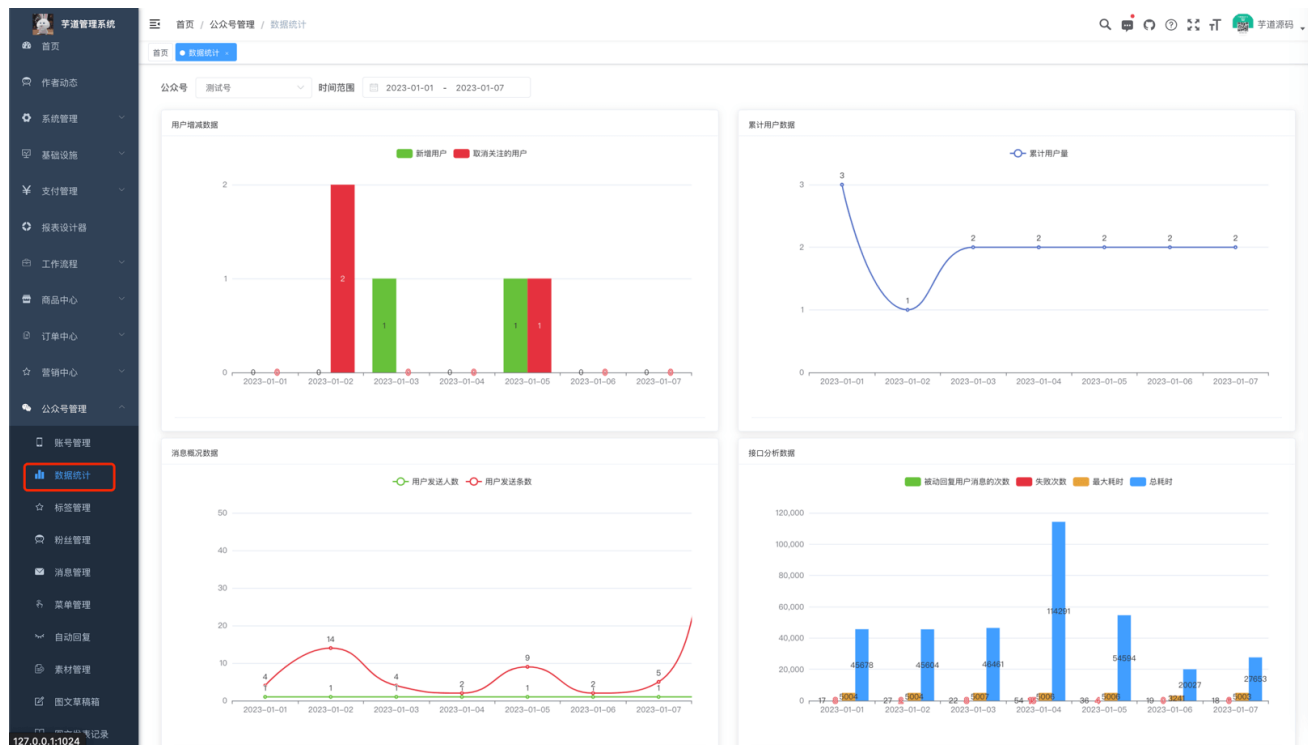 芋道管理系统
首页 / 公众号管理 / 数据统计
芋道源码
首页
数据统计
首页
作者动态
系统管理
基础设施
支付管理
报表设计器
工作流程
商品中心
订单中心
营销中心
公众号管理
账号管理
数据统计
标签管理
粉丝管理
消息管理
菜单管理
自动回复
素材管理
图文草稿箱
127.0.0.1:1024
公众号 测试号 时间范围 2023-01-01 - 2023-01-07
用户增减数据
新增用户 取消关注的用户
2
1
0
2
1
1 1
0 0 0 0 0 0 0 0 0 0
2023-01-01 2023-01-02 2023-01-03 2023-01-04 2023-01-05 2023-01-06 2023-01-07
累计用户数据
累计用户量
3
2
1
0
3 1 2 2 2 2 2
2023-01-01 2023-01-02 2023-01-03 2023-01-04 2023-01-05 2023-01-06 2023-01-07
消息概况数据
用户发送人数 用户发送条数
50
40
30
20
10
0
4 14 4 2 9 2 5
1 1 1 1 1 1 1
2023-01-01 2023-01-02 2023-01-03 2023-01-04 2023-01-05 2023-01-06 2023-01-07
接口分析数据
被动回复用户消息的次数 失败次数 最大耗时 总耗时
120,000
100,000
80,000
60,000
40,000
20,000
0
45678 45604 46461 114291 54594 20027 27653
17 5004 27 5004 22 5007 54 5006 36 5006 19 3241 18 5003
2023-01-01 2023-01-02 2023-01-03 2023-01-04 2023-01-05 2023-01-06 2023-01-07